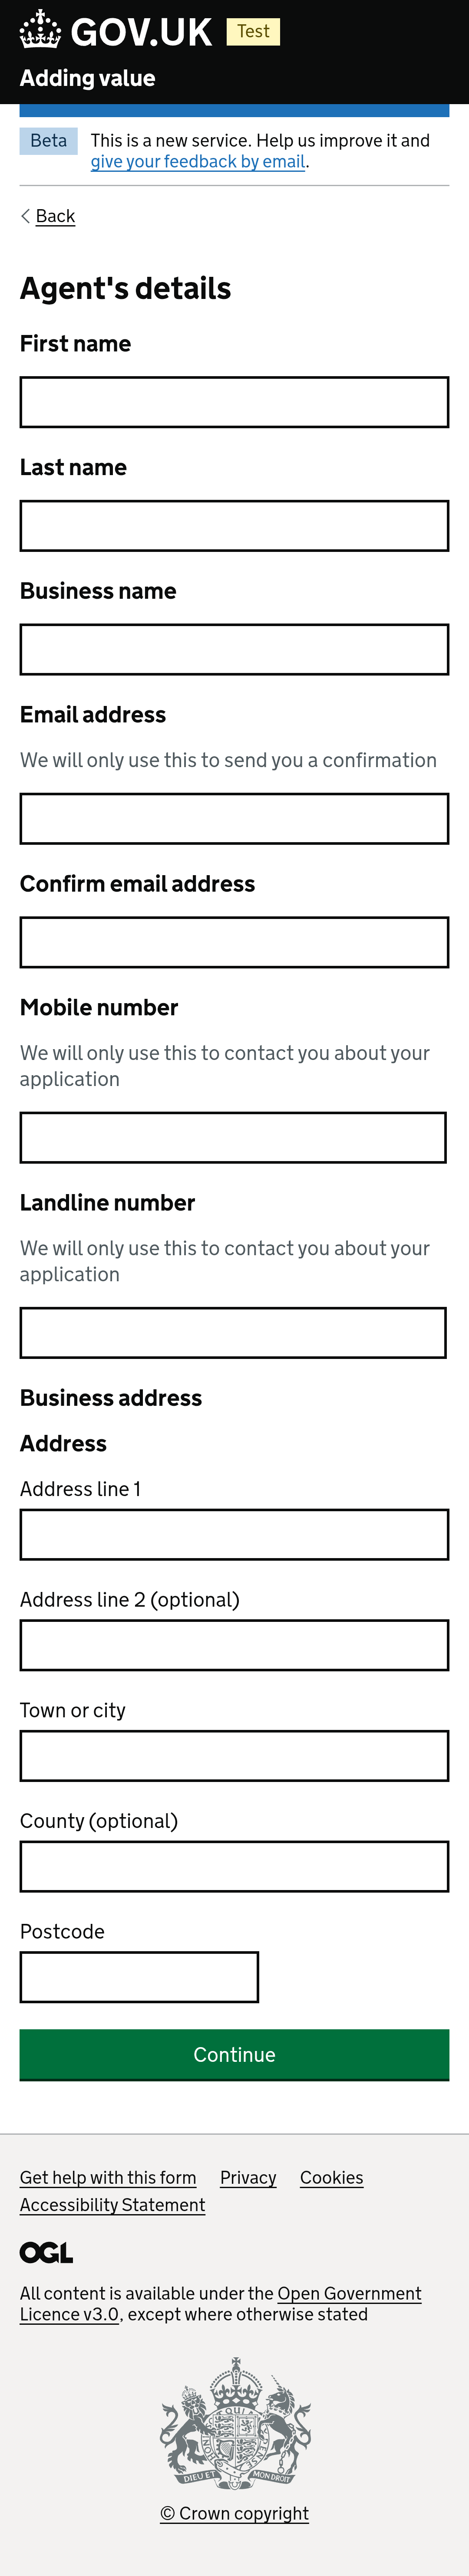 GOV.UK Test
Adding value
Beta This is a new service. Help us improve it and
give your feedback by email.
Back
Agent's details
First name
Last name
Business name
Email address
We will only use this to send you a confirmation
Confirm email address
Mobile number
We will only use this to contact you about your
application
Landline number
We will only use this to contact you about your
application
Business address
Address
Address line 1
Address line 2 (optional)
Town or city
County (optional)
Postcode
Continue
Get help with this form Privacy Cookies
Accessibility Statement
OGL
All content is available under the Open Government
Licence v3.0, except where otherwise stated
DIEU ET MON DROIT
© Crown copyright